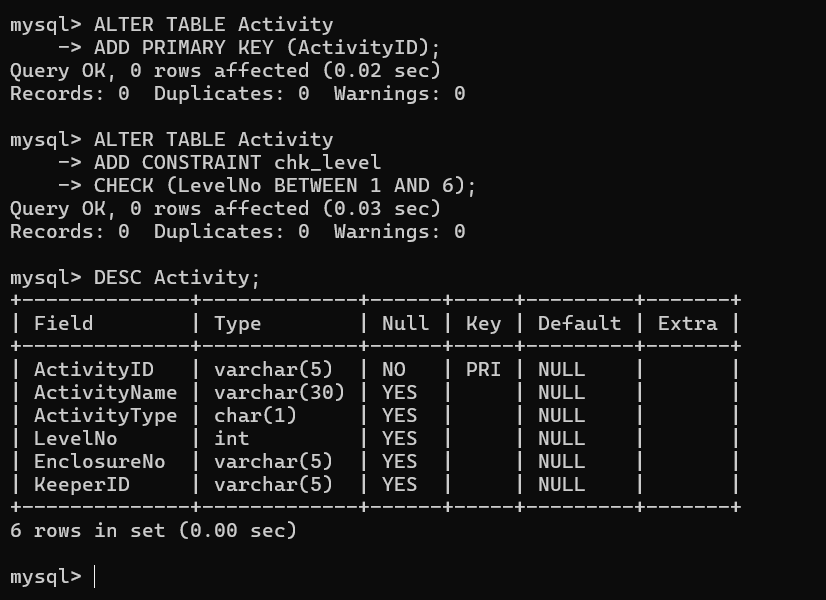 mysql> ALTER TABLE Activity
    -> ADD PRIMARY KEY (ActivityID);
Query OK, 0 rows affected (0.02 sec)
Records: 0  Duplicates: 0  Warnings: 0

mysql> ALTER TABLE Activity
    -> ADD CONSTRAINT chk_level
    -> CHECK (LevelNo BETWEEN 1 AND 6);
Query OK, 0 rows affected (0.03 sec)
Records: 0  Duplicates: 0  Warnings: 0

mysql> DESC Activity;
+--------------+-------------+------+-----+---------+-------+
| Field        | Type        | Null | Key | Default | Extra |
+--------------+-------------+------+-----+---------+-------+
| ActivityID   | varchar(5)  | NO   | PRI | NULL    |       |
| ActivityName | varchar(30) | YES  |     | NULL    |       |
| ActivityType | char(1)     | YES  |     | NULL    |       |
| LevelNo      | int         | YES  |     | NULL    |       |
| EnclosureNo  | varchar(5)  | YES  |     | NULL    |       |
| KeeperID     | varchar(5)  | YES  |     | NULL    |       |
+--------------+-------------+------+-----+---------+-------+
6 rows in set (0.00 sec)

mysql>